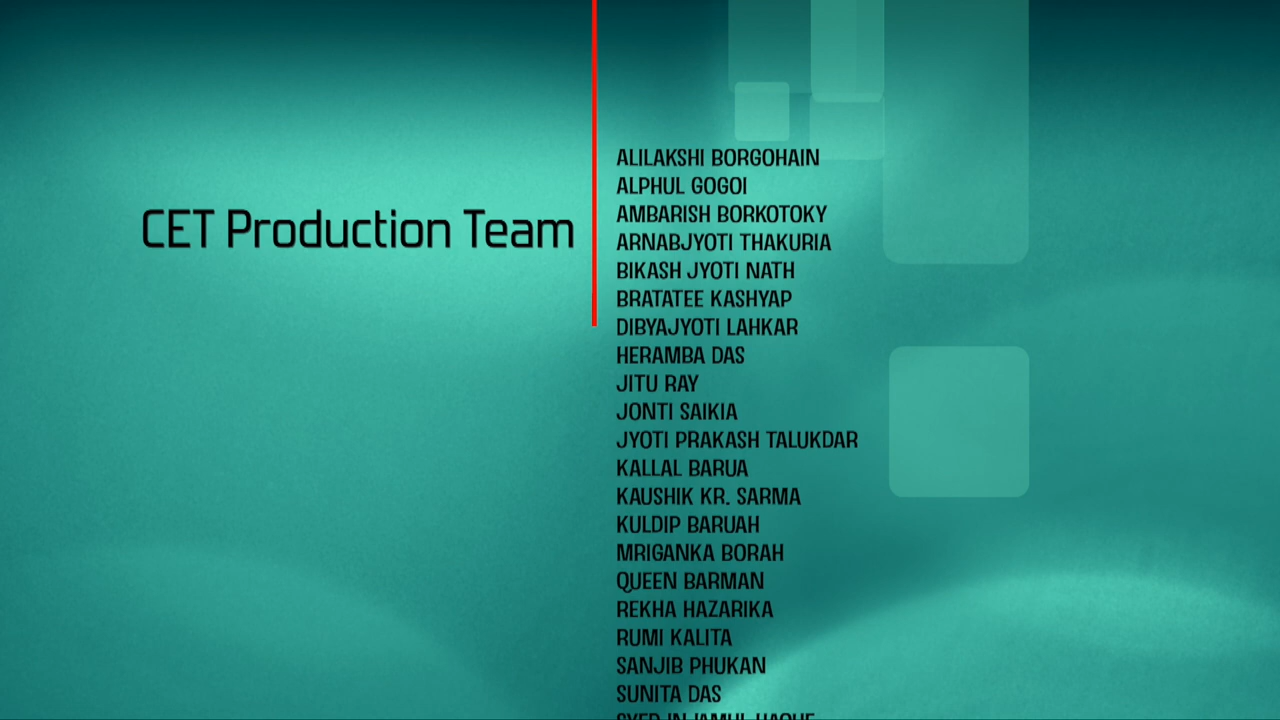 CET Production Team
ALILAKSHI BORGOHAIN
ALPHUL GOGOI
AMBARISH BORKOTOKY
ARNABJYOTI THAKURIA
BIKASH JYOTI NATH
BRATATEE KASHYAP
DIBYAJYOTI LAHKAR
HERAMBA DAS
JITU RAY
JONTI SAIKIA
JYOTI PRAKASH TALUKDAR
KALLAL BARUA
KAUSHIK KR. SARMA
KULDIP BARUAH
MRIGANKA BORAH
QUEEN BARMAN
REKHA HAZARIKA
RUMI KALITA
SANJIB PHUKAN
SUNITA DAS